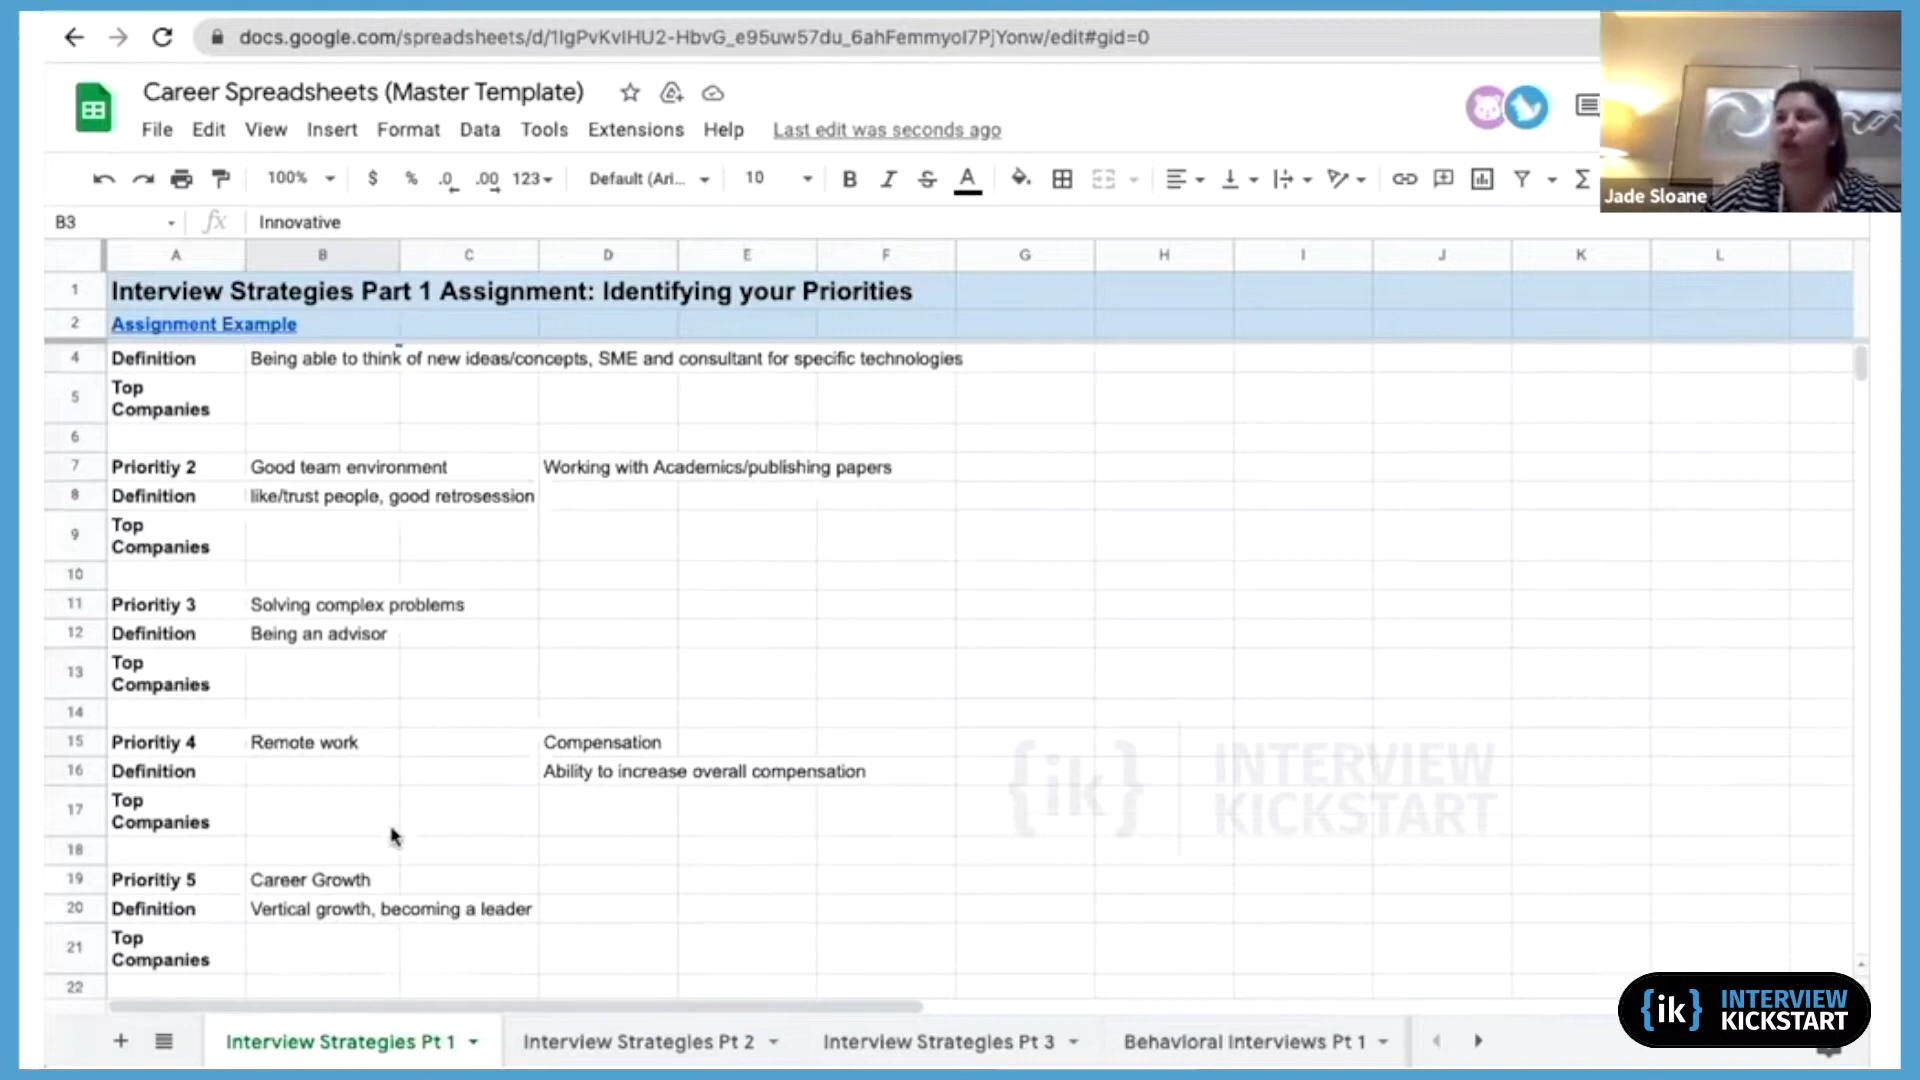 docs.google.com/spreadsheets/d/1IgPvKvIHU2-HbvG_e95uw57du_6ahFemmyoI7PjYonw/edit#gid=0
Career Spreadsheets (Master Template)
File Edit View Insert Format Data Tools Extensions Help Last edit was seconds ago
100% $ % .0 .00 123 Default (Ari... 10 B I S A Σ
Jade Sloane
B3 fx Innovative
A B C D E F G H I J K L
1 Interview Strategies Part 1 Assignment: Identifying your Priorities
2 Assignment Example
4 Definition Being able to think of new ideas/concepts, SME and consultant for specific technologies
5 Top Companies
6
7 Prioritiy 2 Good team environment Working with Academics/publishing papers
8 Definition like/trust people, good retrosession
9 Top Companies
10
11 Prioritiy 3 Solving complex problems
12 Definition Being an advisor
13 Top Companies
14
15 Prioritiy 4 Remote work Compensation
16 Definition Ability to increase overall compensation
17 Top Companies
18
19 Prioritiy 5 Career Growth
20 Definition Vertical growth, becoming a leader
21 Top Companies
22
{ik} INTERVIEW KICKSTART
{ik} INTERVIEW KICKSTART
+ Interview Strategies Pt 1 Interview Strategies Pt 2 Interview Strategies Pt 3 Behavioral Interviews Pt 1